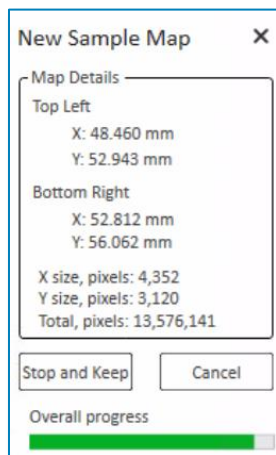 New Sample Map
Map Details
Top Left
X: 48.460 mm
Y: 52.943 mm
Bottom Right
X: 52.812 mm
Y: 56.062 mm
X size, pixels: 4,352
Y size, pixels: 3,120
Total, pixels: 13,576,141
Stop and Keep Cancel
Overall progress